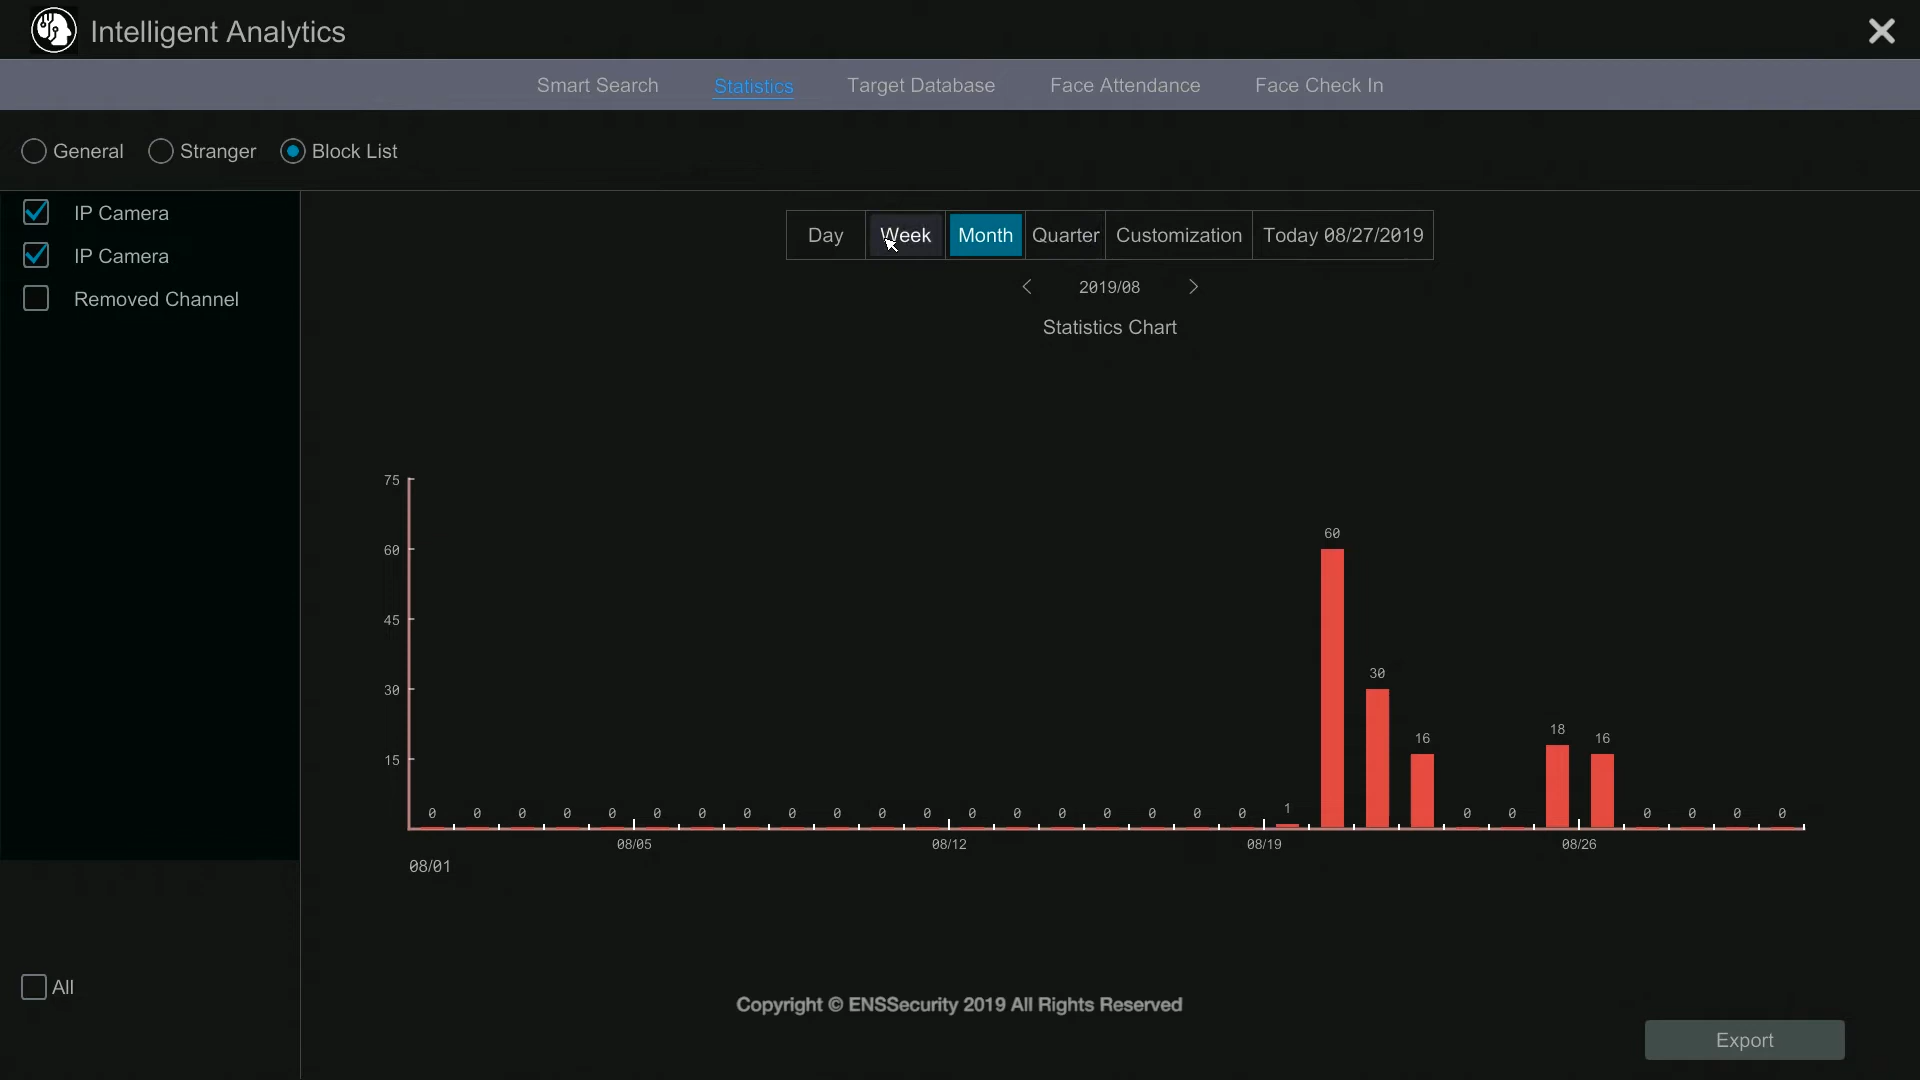 Intelligent Analytics
Smart Search Statistics Target Database Face Attendance Face Check In
General Stranger Block List
IP Camera
IP Camera
Removed Channel
Day Week Month Quarter Customization Today 08/27/2019
2019/08
Statistics Chart
75
60
45
30
15
0 0 0 0 0 0 0 0 0 0 0 0 0 0 0 0 0 0 0 1 60 30 16 0 0 18 16 0 0 0 0
08/05 08/12 08/19 08/26
08/01
All
Copyright © ENSSecurity 2019 All Rights Reserved
Export